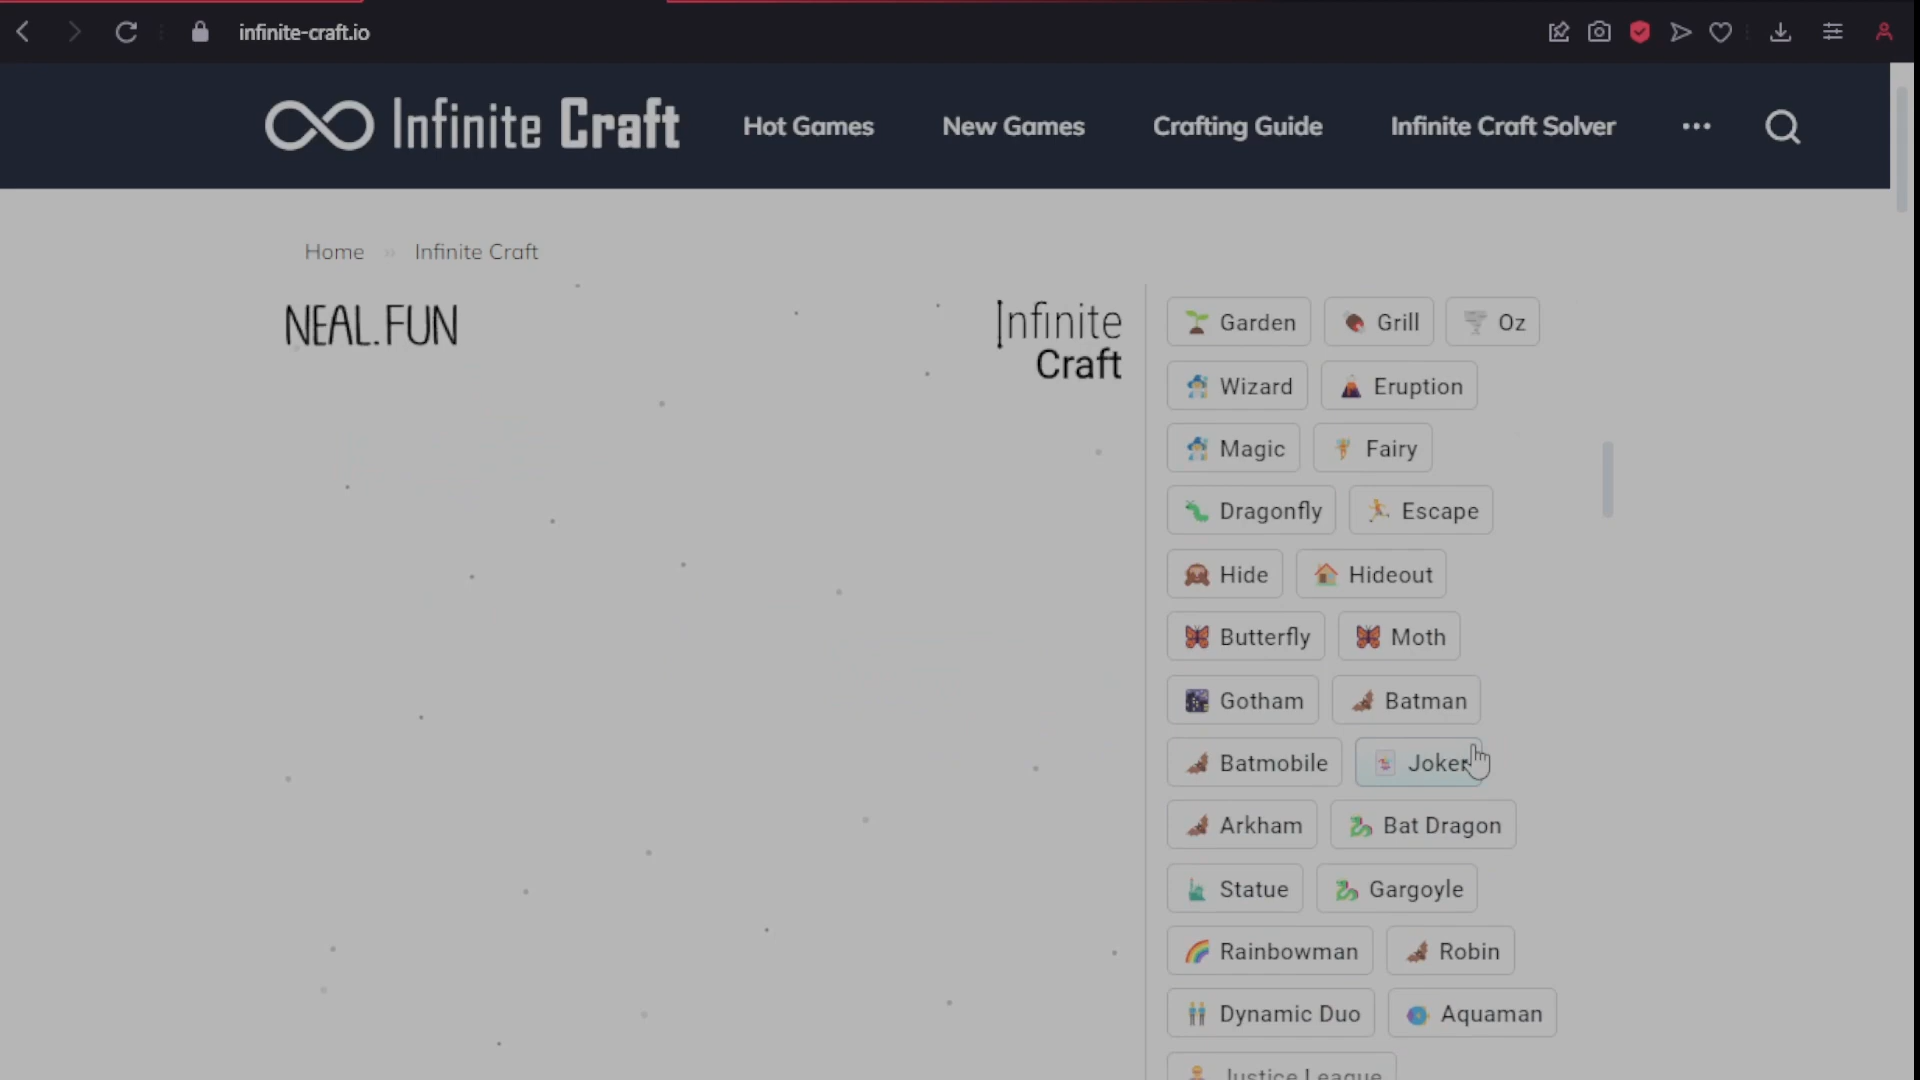 infinite-craft.io
Infinite Craft
Hot Games
New Games
Crafting Guide
Infinite Craft Solver
Home » Infinite Craft
NEAL.FUN
Infinite
Craft
Garden
Grill
Oz
Wizard
Eruption
Magic
Fairy
Dragonfly
Escape
Hide
Hideout
Butterfly
Moth
Gotham
Batman
Batmobile
Joker
Arkham
Bat Dragon
Statue
Gargoyle
Rainbowman
Robin
Dynamic Duo
Aquaman
Justice League